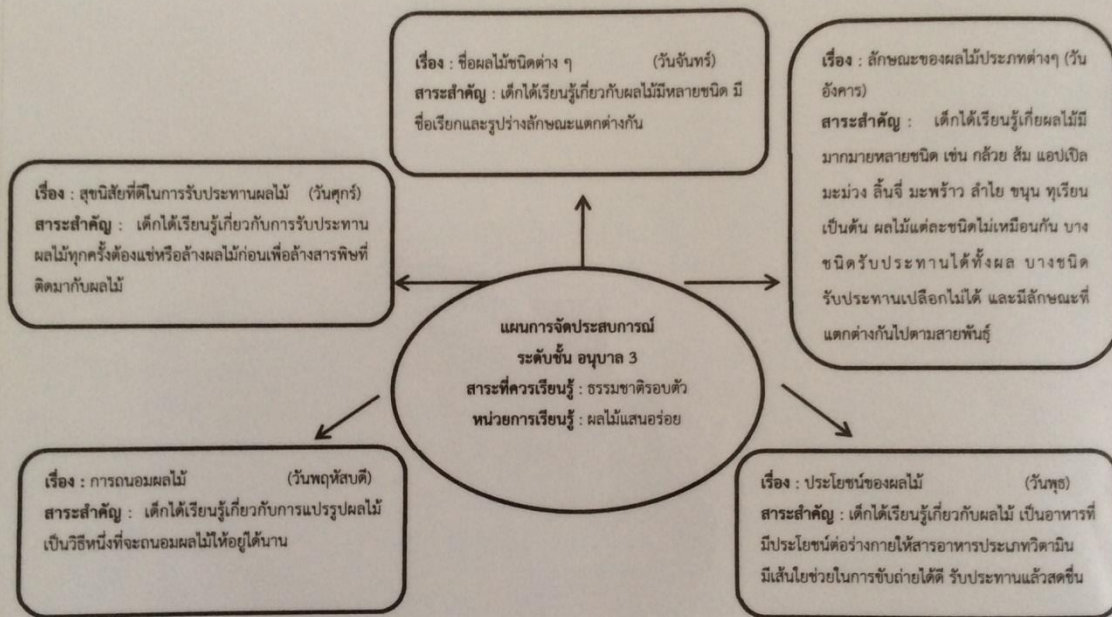 เรื่อง : ชื่อผลไม้ชนิดต่าง ๆ (วันจันทร์)
สาระสำคัญ : เด็กได้เรียนรู้เกี่ยวกับผลไม้มีหลายชนิด มี
ชื่อเรียกและรูปร่างลักษณะแตกต่างกัน
เรื่อง : ลักษณะของผลไม้ประเภทต่างๆ (วัน
อังคาร)
สาระสำคัญ : เด็กได้เรียนรู้เกี่ยผลไม้มี
มากมายหลายชนิด เช่น กล้วย ส้ม แอปเปิล
มะม่วง ลิ้นจี่ มะพร้าว ลำไย ขนุน ทุเรียน
เป็นต้น ผลไม้แต่ละชนิดไม่เหมือนกัน บาง
ชนิดรับประทานได้ทั้งผล บางชนิด
รับประทานเปลือกไม่ได้ และมีลักษณะที่
แตกต่างกันไปตามสายพันธุ์
เรื่อง : สุขนิสัยที่ดีในการรับประทานผลไม้ (วันศุกร์)
สาระสำคัญ : เด็กได้เรียนรู้เกี่ยวกับการรับประทาน
ผลไม้ทุกครั้งต้องแช่หรือล้างผลไม้ก่อนเพื่อล้างสารพิษที่
ติดมากับผลไม้
แผนการจัดประสบการณ์
ระดับชั้น อนุบาล 3
สาระที่ควรเรียนรู้ : ธรรมชาติรอบตัว
หน่วยการเรียนรู้ : ผลไม้แสนอร่อย
เรื่อง : การถนอมผลไม้ (วันพฤหัสบดี)
สาระสำคัญ : เด็กได้เรียนรู้เกี่ยวกับการแปรรูปผลไม้
เป็นวิธีหนึ่งที่จะถนอมผลไม้ให้อยู่ได้นาน
เรื่อง : ประโยชน์ของผลไม้ (วันพุธ)
สาระสำคัญ : เด็กได้เรียนรู้เกี่ยวกับผลไม้ เป็นอาหารที่
มีประโยชน์ต่อร่างกายให้สารอาหารประเภทวิตามิน
มีเส้นใยช่วยในการขับถ่ายได้ดี รับประทานแล้วสดชื่น